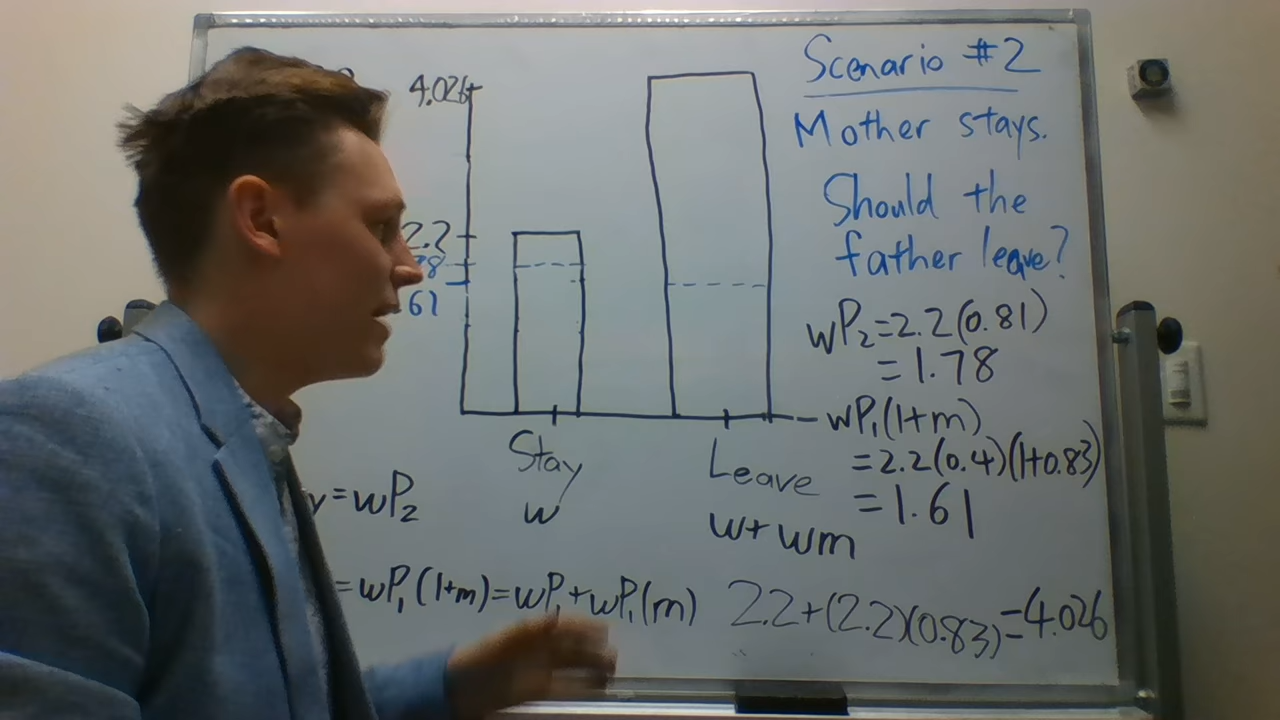 4.026
2.2
61
Stay
w
Leave
w+wm
Scenario #2
Mother stays.
Should the
father leave?
wP₂=2.2(0.81)
=1.78
wP₁(1+m)
=2.2(0.4)(1+0.83)
=1.61
=wP₂
=wP₁(1+m)=wP₁+wP₁(m)
2.2+(2.2)(0.83)=4.026